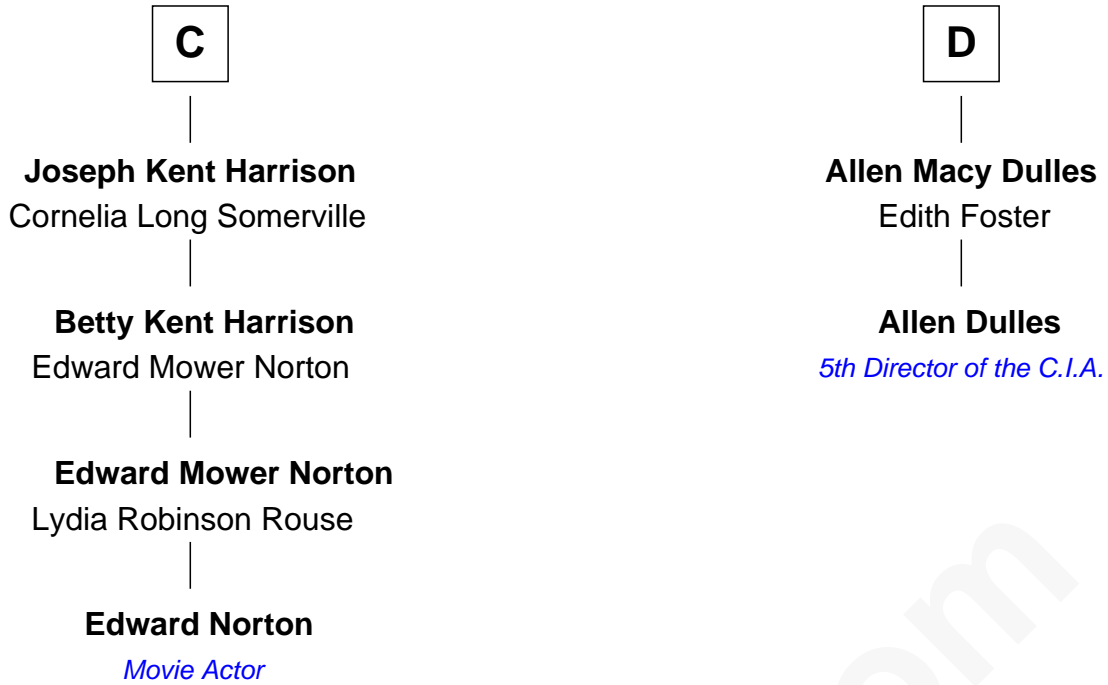 C
Joseph Kent Harrison
Cornelia Long Somerville
Betty Kent Harrison
Edward Mower Norton
Edward Mower Norton
Lydia Robinson Rouse
Edward Norton
Movie Actor
D
Allen Macy Dulles
Edith Foster
Allen Dulles
5th Director of the C.I.A.
om